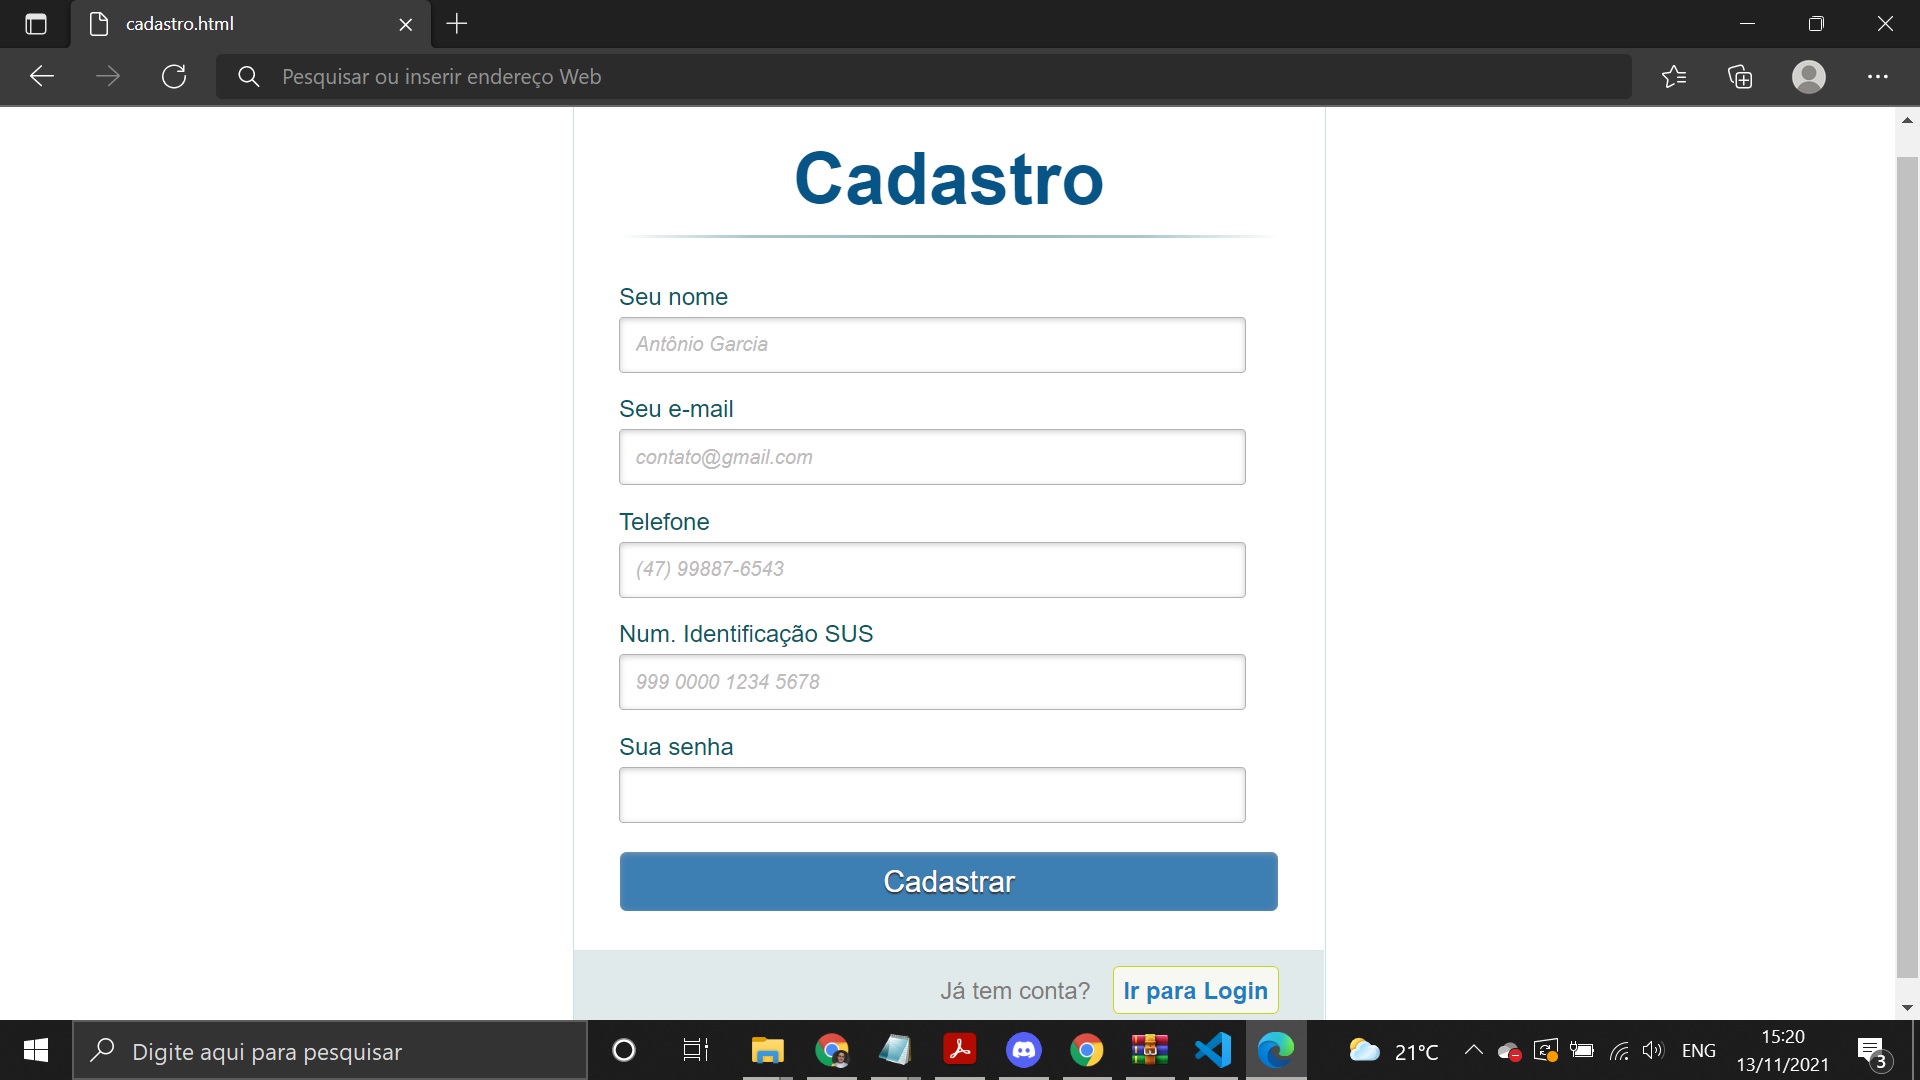 cadastro.html
Pesquisar ou inserir endereço Web
Cadastro
Seu nome
Antônio Garcia
Seu e-mail
contato@gmail.com
Telefone
(47) 99887-6543
Num. Identificação SUS
999 0000 1234 5678
Sua senha
Cadastrar
Já tem conta? Ir para Login
Digite aqui para pesquisar
21°C
ENG
15:20
13/11/2021
3